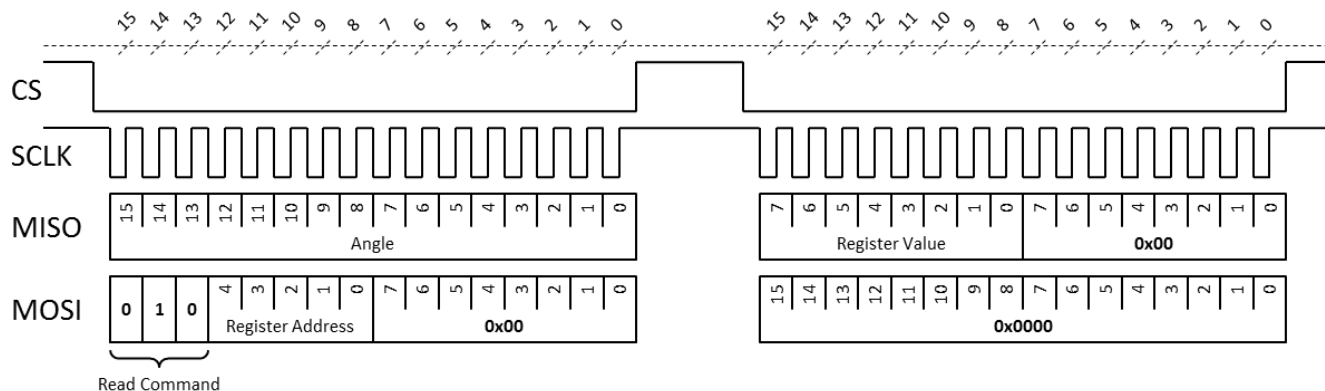 15 14 13 12 11 10 9 8 7 6 5 4 3 2 1 0 15 14 13 12 11 10 9 8 7 6 5 4 3 2 1 0
CS
SCLK
MISO 15 14 13 12 11 10 9 8 7 6 5 4 3 2 1 0 7 6 5 4 3 2 1 0 7 6 5 4 3 2 1 0
Angle Register Value 0x00
MOSI 0 1 0 4 3 2 1 0 7 6 5 4 3 2 1 0 15 14 13 12 11 10 9 8 7 6 5 4 3 2 1 0
Register Address 0x00 0x0000
Read Command